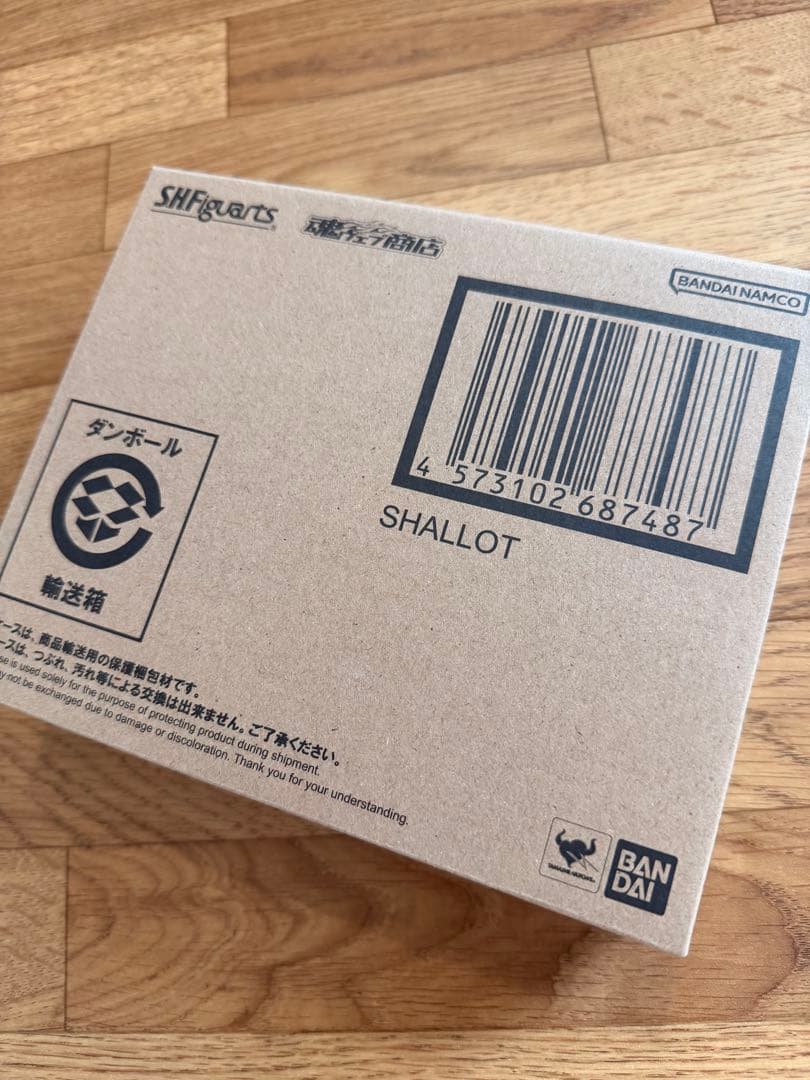 S.H.Figuarts
魂ウェブ商店
BANDAI NAMCO
4 573102 687487
SHALLOT
ダンボール
輸送箱
ースは、商品輸送用の保護梱包材です。
ースは、つぶれ、汚れ等による交換は出来ません。ご了承ください。
is used solely for the purpose of protecting product during shipment.
not be exchanged due to damage or discoloration. Thank you for your understanding.
TAMASHII NATIONS
BAN
DAI